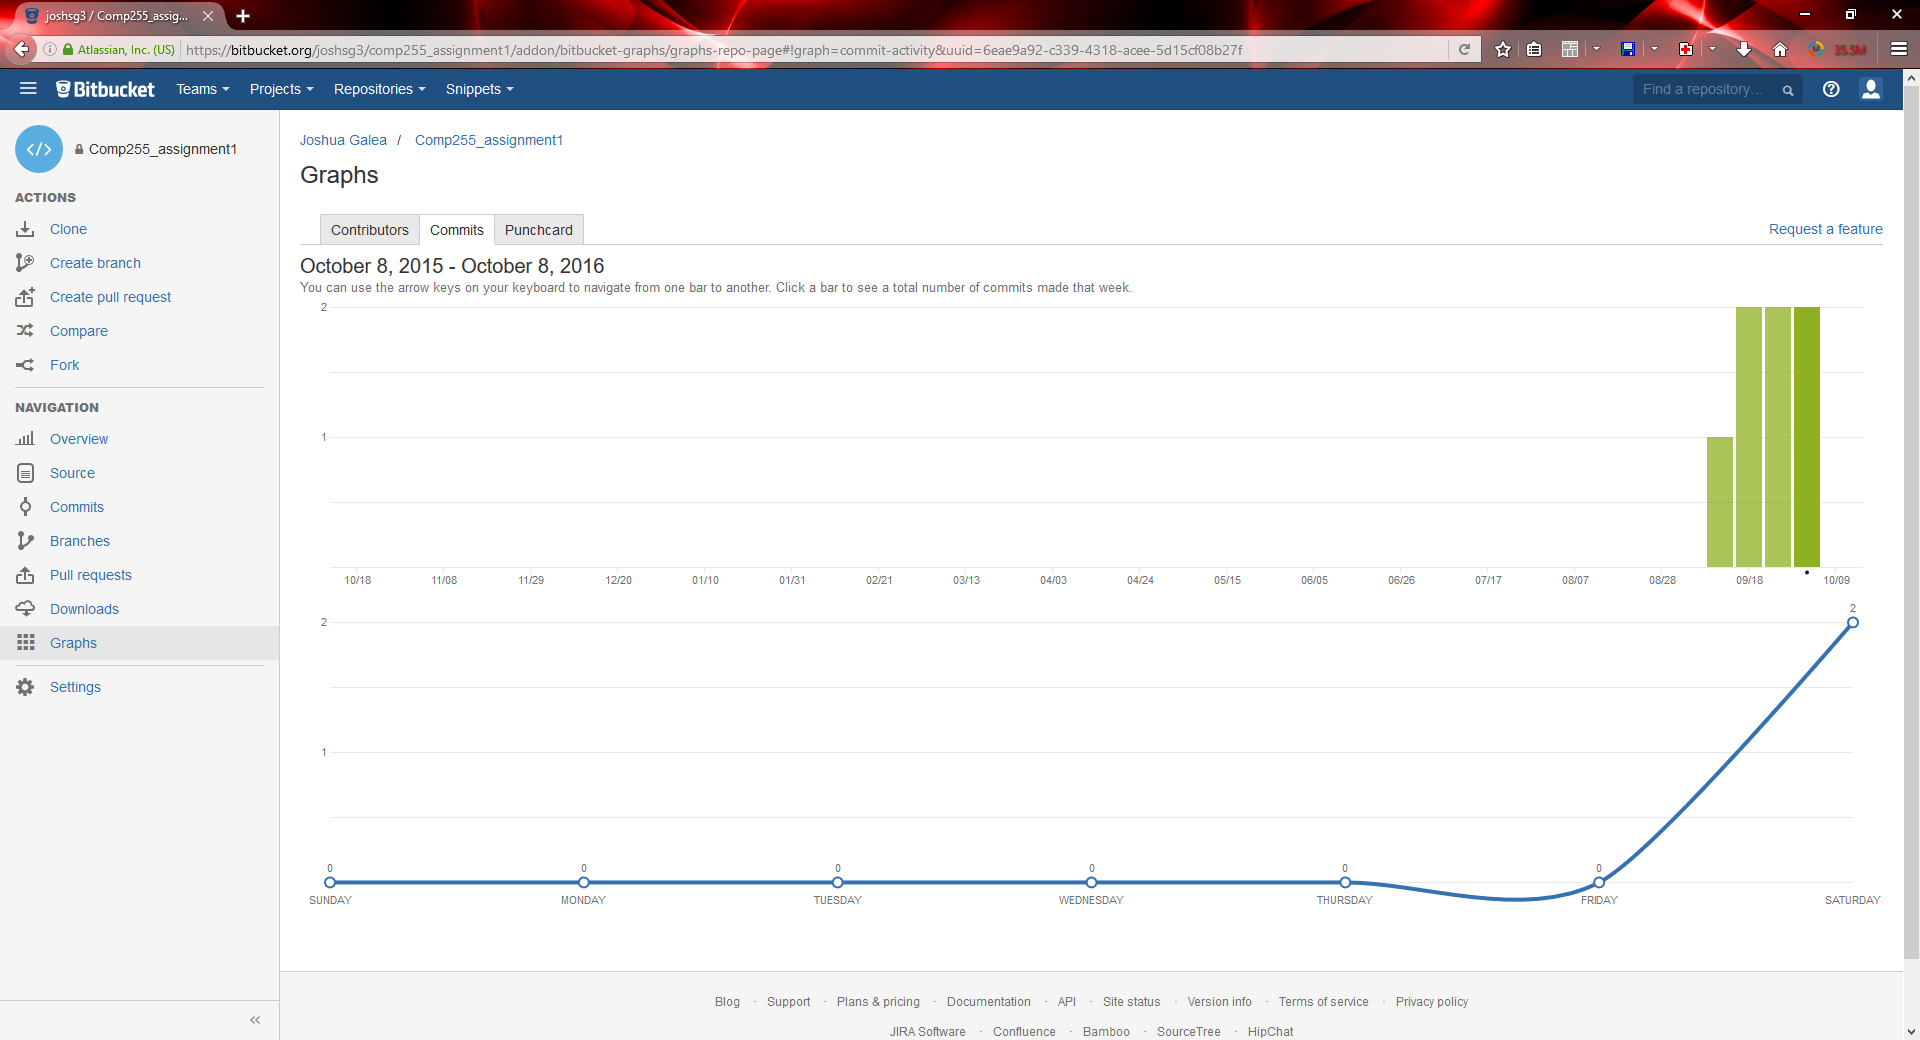 joshsg3 / Comp255_assig...
Atlassian, Inc. (US) https://bitbucket.org/joshsg3/comp255_assignment1/addon/bitbucket-graphs/graphs-repo-page#!graph=commit-activity&uuid=6eae9a92-c339-4318-acee-5d15cf08b27f 35.5M
Bitbucket Teams Projects Repositories Snippets Find a repository...
Comp255_assignment1
ACTIONS
Clone
Create branch
Create pull request
Compare
Fork
NAVIGATION
Overview
Source
Commits
Branches
Pull requests
Downloads
Graphs
Settings
Joshua Galea / Comp255_assignment1
Graphs
Contributors Commits Punchcard Request a feature
October 8, 2015 - October 8, 2016
You can use the arrow keys on your keyboard to navigate from one bar to another. Click a bar to see a total number of commits made that week.
2
1
10/18 11/08 11/29 12/20 01/10 01/31 02/21 03/13 04/03 04/24 05/15 06/05 06/26 07/17 08/07 08/28 09/18 10/09
2
2
1
0 0 0 0 0 0
SUNDAY MONDAY TUESDAY WEDNESDAY THURSDAY FRIDAY SATURDAY
Blog · Support · Plans & pricing · Documentation · API · Site status · Version info · Terms of service · Privacy policy
JIRA Software · Confluence · Bamboo · SourceTree · HipChat